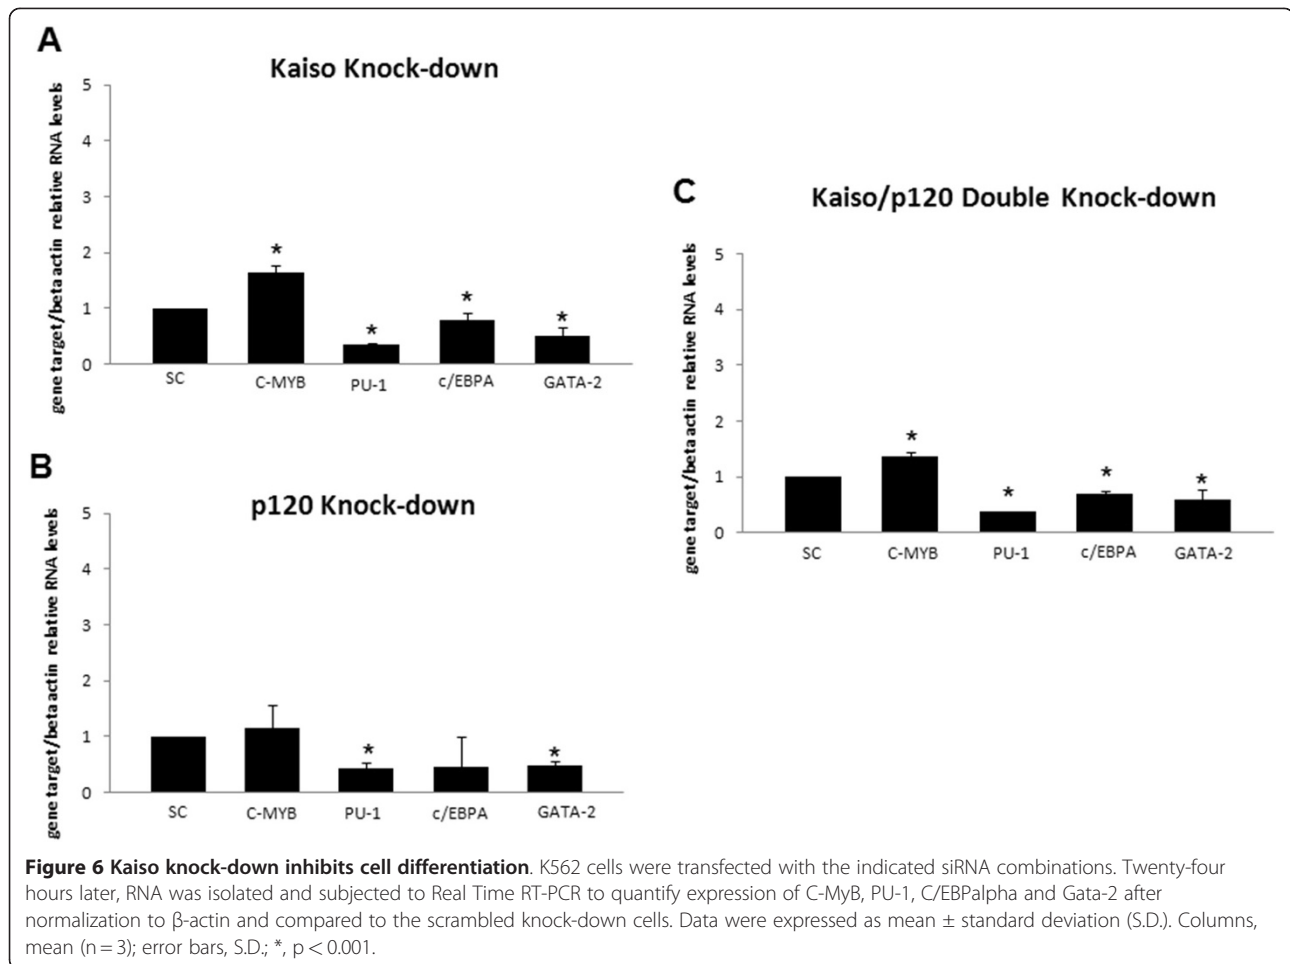 A
Kaiso Knock-down
gene target/beta actin relative RNA levels
5
4
3
2
1
0
*
*
*
*
SC
C-MYB
PU-1
c/EBPA
GATA-2
B
p120 Knock-down
gene target/beta actin relative RNA levels
5
4
3
2
1
0
*
*
SC
C-MYB
PU-1
c/EBPA
GATA-2
C
Kaiso/p120 Double Knock-down
gene target/beta actin relative RNA levels
5
4
3
2
1
0
*
*
*
*
SC
C-MYB
PU-1
c/EBPA
GATA-2
Figure 6 Kaiso knock-down inhibits cell differentiation. K562 cells were transfected with the indicated siRNA combinations. Twenty-four
hours later, RNA was isolated and subjected to Real Time RT-PCR to quantify expression of C-MyB, PU-1, C/EBPalpha and Gata-2 after
normalization to β-actin and compared to the scrambled knock-down cells. Data were expressed as mean ± standard deviation (S.D.). Columns,
mean (n = 3); error bars, S.D.; *, p < 0.001.